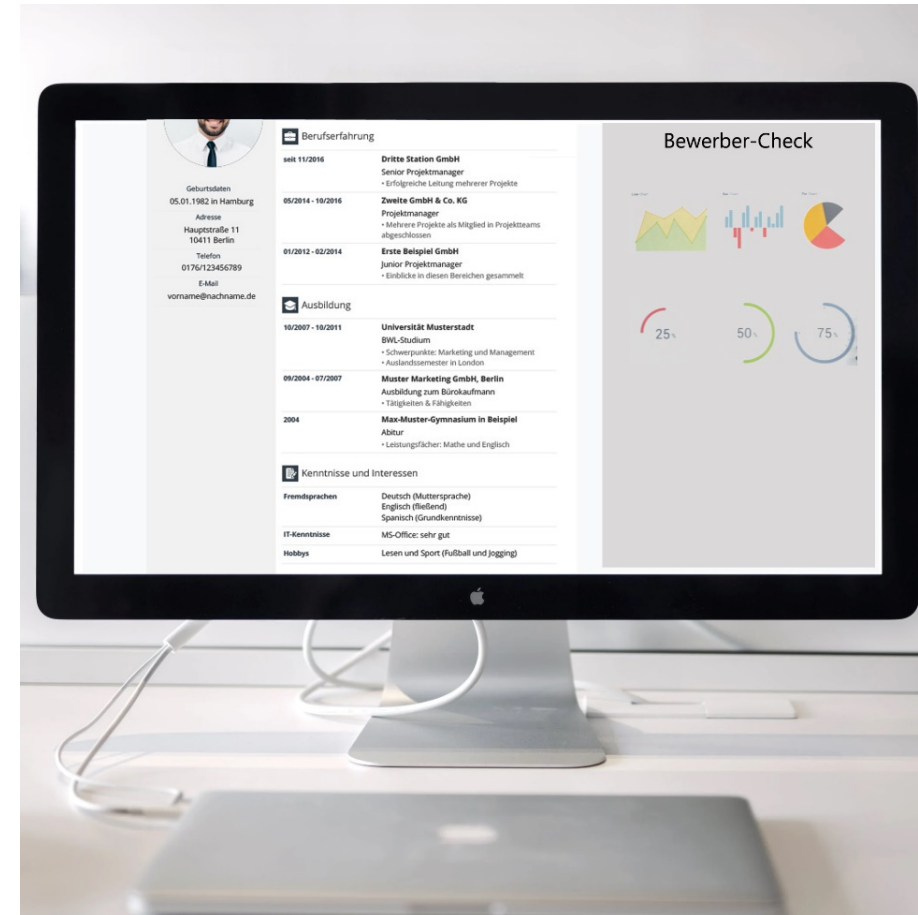 Geburtsdaten
05.01.1982 in Hamburg
Adresse
Hauptstraße 11
10411 Berlin
Telefon
0176/123456789
E-Mail
vorname@nachname.de
Berufserfahrung
seit 11/2016 Dritte Station GmbH
Senior Projektmanager
• Erfolgreiche Leitung mehrerer Projekte
05/2014 - 10/2016 Zweite GmbH & Co. KG
Projektmanager
• Mehrere Projekte als Mitglied in Projektteams
abgeschlossen
01/2012 - 02/2014 Erste Beispiel GmbH
Junior Projektmanager
• Einblicke in diesen Bereichen gesammelt
Ausbildung
10/2007 - 10/2011 Universität Musterstadt
BWL-Studium
• Schwerpunkte: Marketing und Management
• Auslandssemester in London
09/2004 - 07/2007 Muster Marketing GmbH, Berlin
Ausbildung zum Bürokaufmann
• Tätigkeiten & Fähigkeiten
2004 Max-Muster-Gymnasium in Beispiel
Abitur
• Leistungsfächer: Mathe und Englisch
Kenntnisse und Interessen
Fremdsprachen Deutsch (Muttersprache)
Englisch (fließend)
Spanisch (Grundkenntnisse)
IT-Kenntnisse MS-Office: sehr gut
Hobbys Lesen und Sport (Fußball und Jogging)
Bewerber-Check
25% 50% 75%